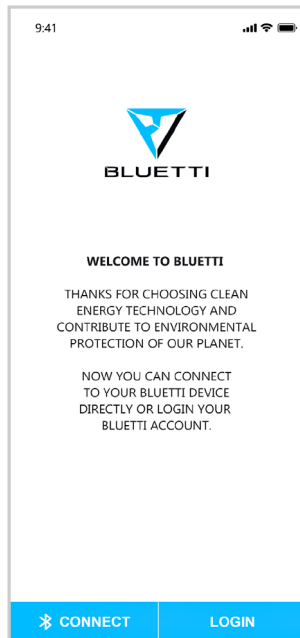 9:41
BLUETTI
WELCOME TO BLUETTI
THANKS FOR CHOOSING CLEAN
ENERGY TECHNOLOGY AND
CONTRIBUTE TO ENVIRONMENTAL
PROTECTION OF OUR PLANET.
NOW YOU CAN CONNECT
TO YOUR BLUETTI DEVICE
DIRECTLY OR LOGIN YOUR
BLUETTI ACCOUNT.
CONNECT LOGIN